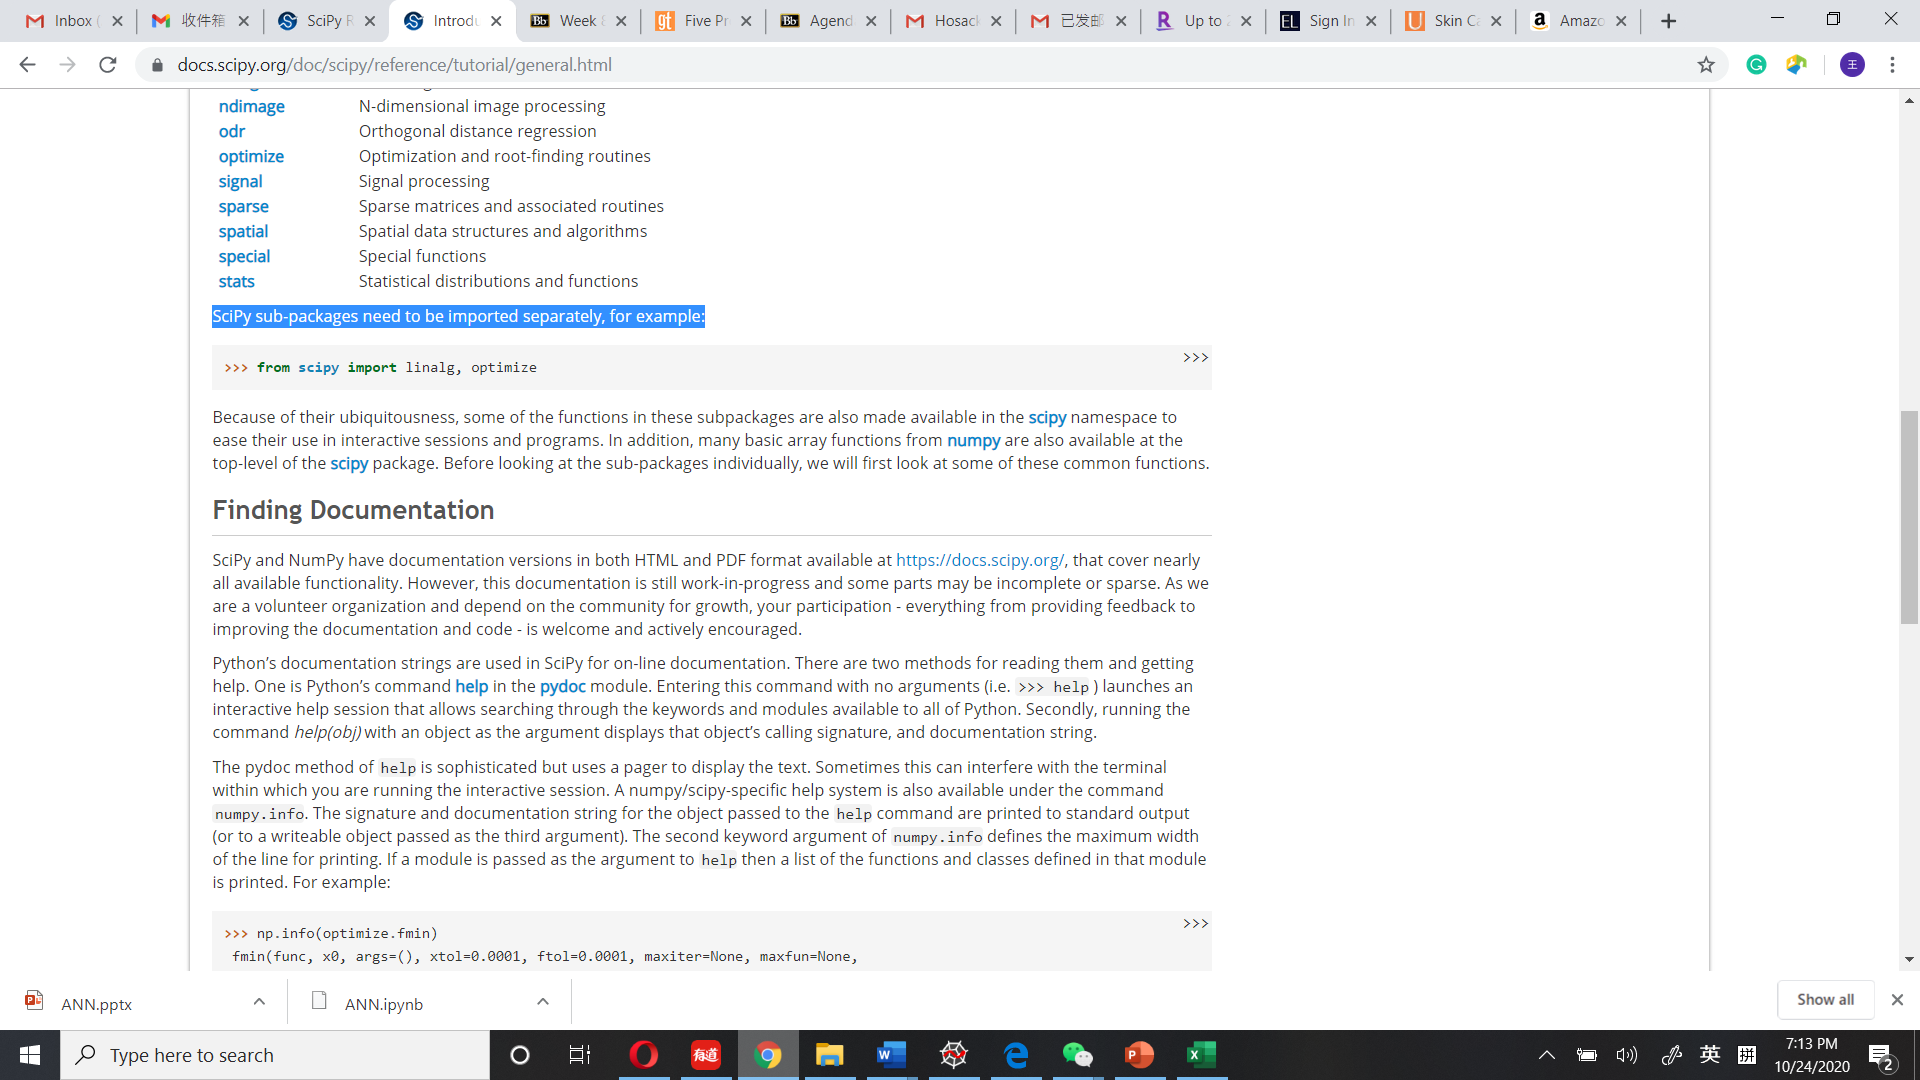 Inbox (
收件箱
SciPy R
Introdu
Bb Week 8
gt Five Pr
Bb Agend
Hosack
已发邮
R Up to 2
EL Sign In
U Skin Ca
a Amazo
docs.scipy.org/doc/scipy/reference/tutorial/general.html
王
ndimage N-dimensional image processing
odr Orthogonal distance regression
optimize Optimization and root-finding routines
signal Signal processing
sparse Sparse matrices and associated routines
spatial Spatial data structures and algorithms
special Special functions
stats Statistical distributions and functions
SciPy sub-packages need to be imported separately, for example:
>>>
>>> from scipy import linalg, optimize
Because of their ubiquitousness, some of the functions in these subpackages are also made available in the scipy namespace to
ease their use in interactive sessions and programs. In addition, many basic array functions from numpy are also available at the
top-level of the scipy package. Before looking at the sub-packages individually, we will first look at some of these common functions.
Finding Documentation
SciPy and NumPy have documentation versions in both HTML and PDF format available at https://docs.scipy.org/, that cover nearly
all available functionality. However, this documentation is still work-in-progress and some parts may be incomplete or sparse. As we
are a volunteer organization and depend on the community for growth, your participation - everything from providing feedback to
improving the documentation and code - is welcome and actively encouraged.
Python's documentation strings are used in SciPy for on-line documentation. There are two methods for reading them and getting
help. One is Python's command help in the pydoc module. Entering this command with no arguments (i.e. >>> help ) launches an
interactive help session that allows searching through the keywords and modules available to all of Python. Secondly, running the
command help(obj) with an object as the argument displays that object's calling signature, and documentation string.
The pydoc method of help is sophisticated but uses a pager to display the text. Sometimes this can interfere with the terminal
within which you are running the interactive session. A numpy/scipy-specific help system is also available under the command
numpy.info. The signature and documentation string for the object passed to the help command are printed to standard output
(or to a writeable object passed as the third argument). The second keyword argument of numpy.info defines the maximum width
of the line for printing. If a module is passed as the argument to help then a list of the functions and classes defined in that module
is printed. For example:
>>>
>>> np.info(optimize.fmin)
fmin(func, x0, args=(), xtol=0.0001, ftol=0.0001, maxiter=None, maxfun=None,
ANN.pptx
ANN.ipynb
Show all
Type here to search
有道
英
拼
7:13 PM
10/24/2020
2